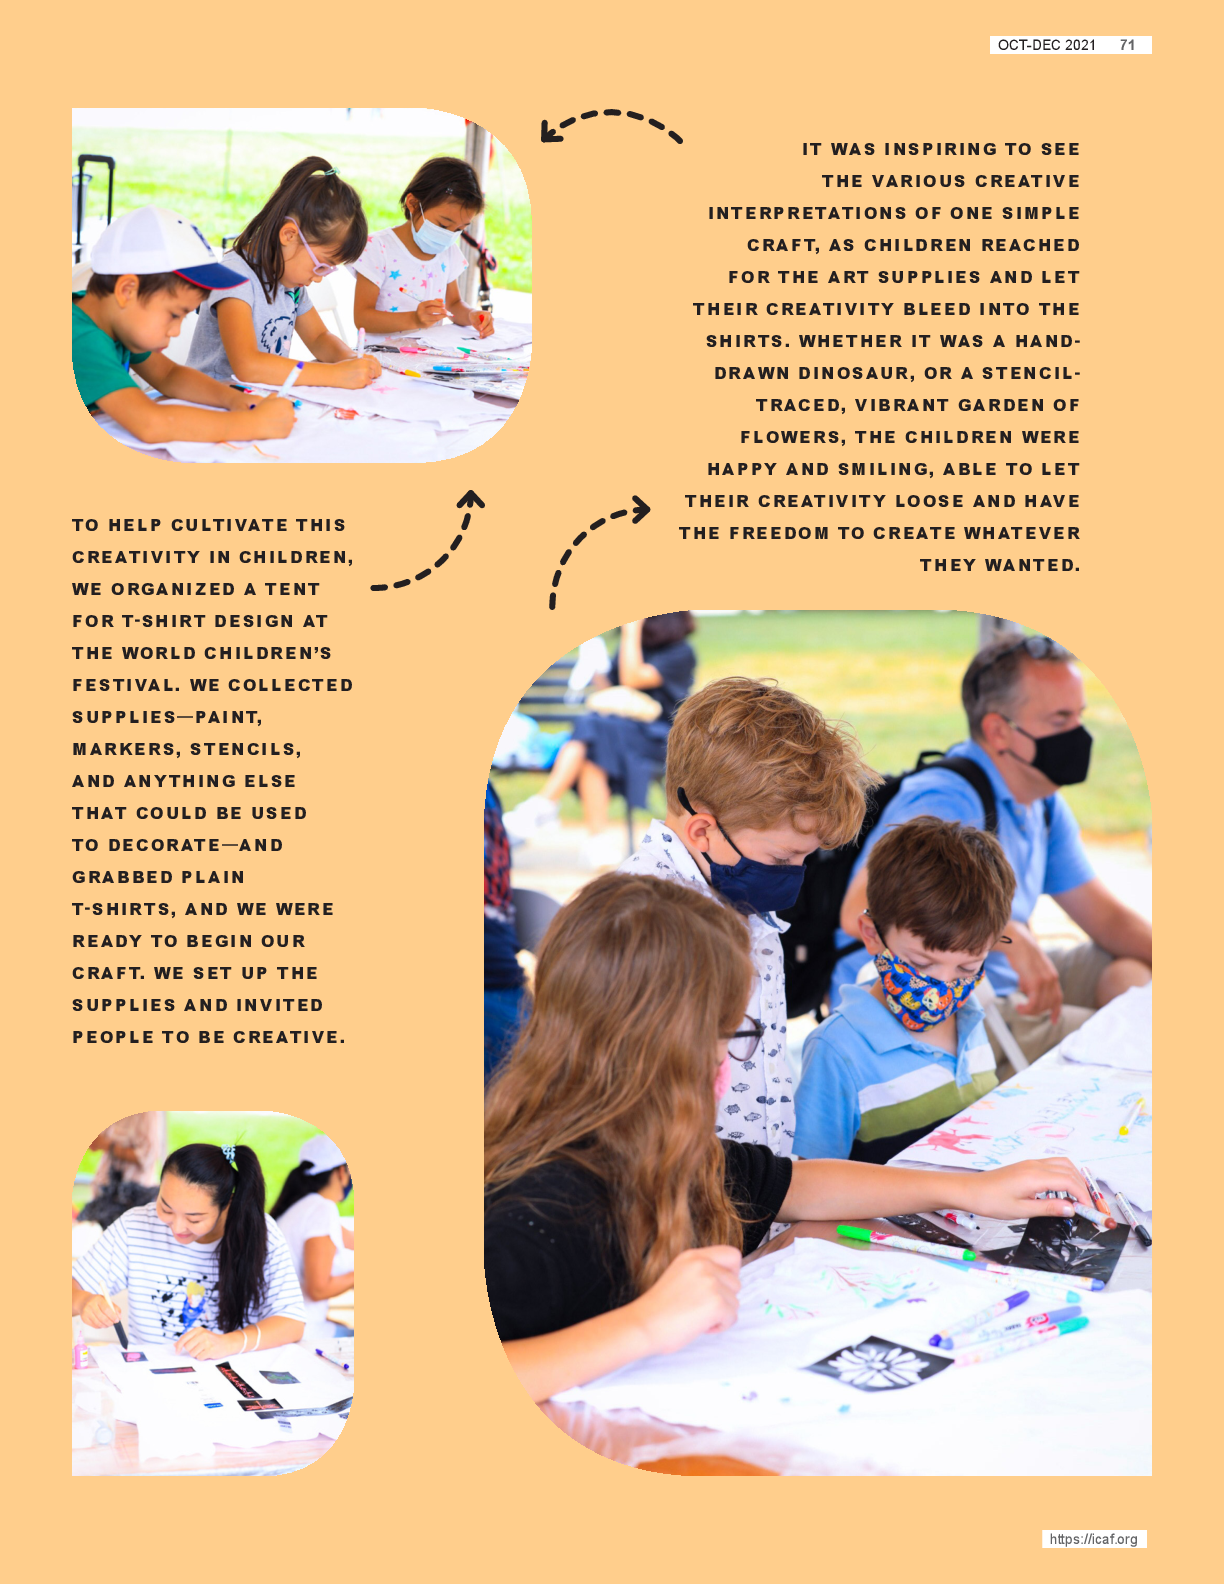 OCT-DEC 2021 71
IT WAS INSPIRING TO SEE
THE VARIOUS CREATIVE
INTERPRETATIONS OF ONE SIMPLE
CRAFT, AS CHILDREN REACHED
FOR THE ART SUPPLIES AND LET
THEIR CREATIVITY BLEED INTO THE
SHIRTS. WHETHER IT WAS A HAND-
DRAWN DINOSAUR, OR A STENCIL-
TRACED, VIBRANT GARDEN OF
FLOWERS, THE CHILDREN WERE
HAPPY AND SMILING, ABLE TO LET
THEIR CREATIVITY LOOSE AND HAVE
THE FREEDOM TO CREATE WHATEVER
THEY WANTED.
TO HELP CULTIVATE THIS
CREATIVITY IN CHILDREN,
WE ORGANIZED A TENT
FOR T-SHIRT DESIGN AT
THE WORLD CHILDREN’S
FESTIVAL. WE COLLECTED
SUPPLIES—PAINT,
MARKERS, STENCILS,
AND ANYTHING ELSE
THAT COULD BE USED
TO DECORATE—AND
GRABBED PLAIN
T-SHIRTS, AND WE WERE
READY TO BEGIN OUR
CRAFT. WE SET UP THE
SUPPLIES AND INVITED
PEOPLE TO BE CREATIVE.
https://icaf.org